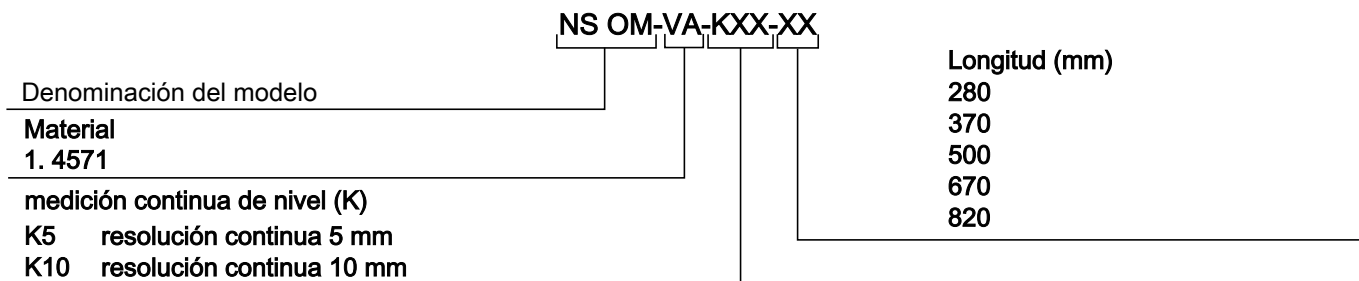 NS OM-VA-KXX-XX
Denominación del modelo
Material
1. 4571
medición continua de nivel (K)
K5 resolución continua 5 mm
K10 resolución continua 10 mm
Longitud (mm)
280
370
500
670
820